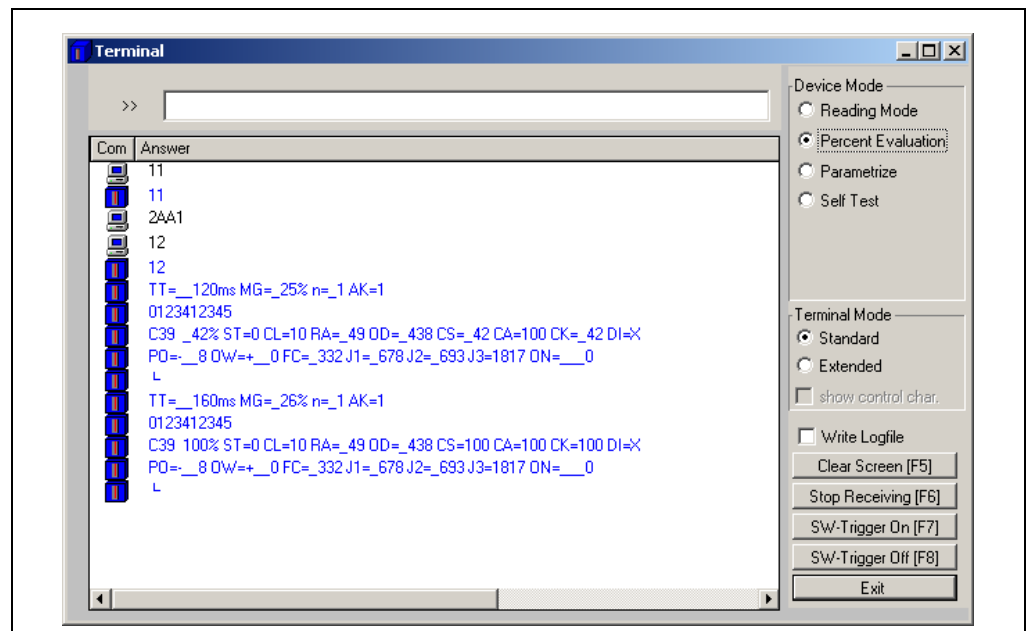 Terminal
>>
Com Answer
11
11
2AA1
12
12
TT=__120ms MG=_25% n=_1 AK=1
0123412345
C39 _42% ST=0 CL=10 RA=_49 OD=_438 CS=_42 CA=100 CK=_42 DI=X
PO=-__8 OW=+__0 FC=_332 J1=_678 J2=_693 J3=1817 ON=___0
└
TT=__160ms MG=_26% n=_1 AK=1
0123412345
C39 100% ST=0 CL=10 RA=_49 OD=_438 CS=100 CA=100 CK=100 DI=X
PO=-__8 OW=+__0 FC=_332 J1=_678 J2=_693 J3=1817 ON=___0
└
Device Mode
Reading Mode
Percent Evaluation
Parametrize
Self Test
Terminal Mode
Standard
Extended
show control char.
Write Logfile
Clear Screen [F5]
Stop Receiving [F6]
SW-Trigger On [F7]
SW-Trigger Off [F8]
Exit